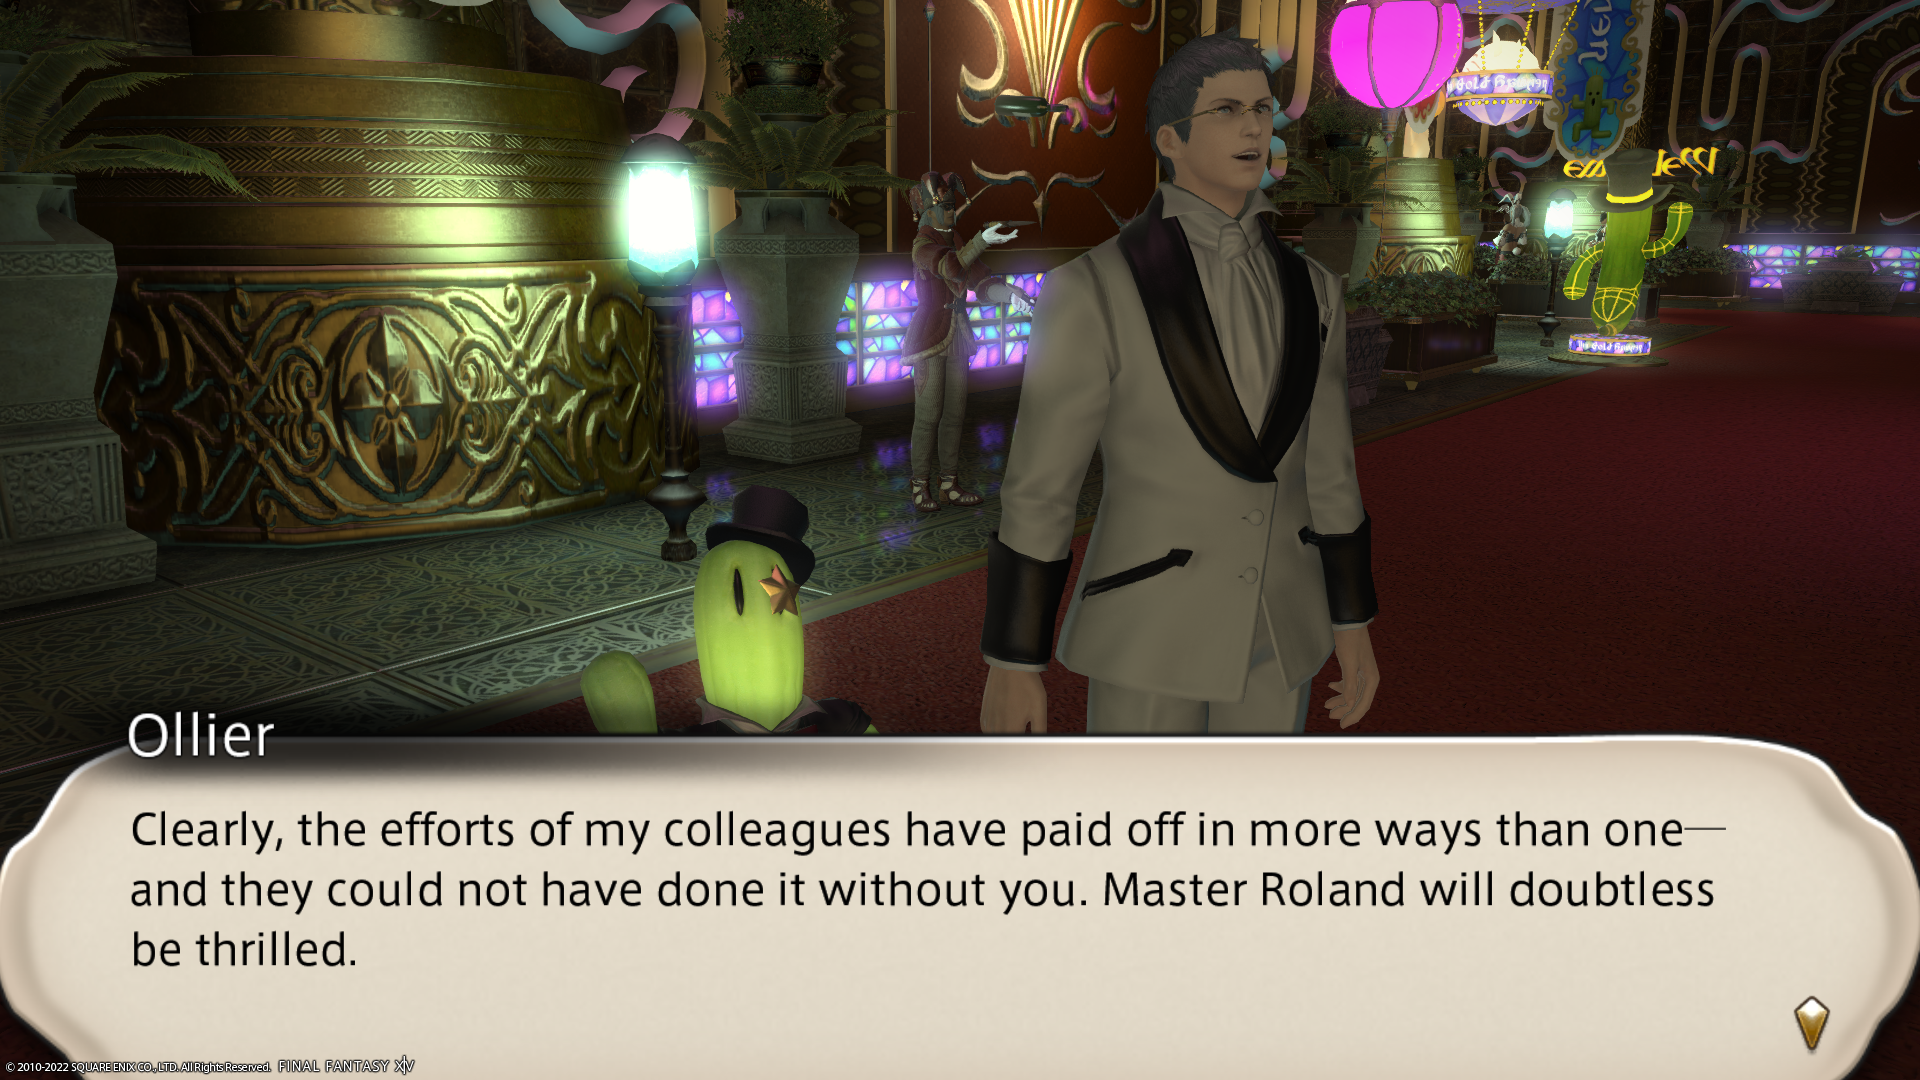 Ollier
Clearly, the efforts of my colleagues have paid off in more ways than one—
and they could not have done it without you. Master Roland will doubtless
be thrilled.
© 2010-2022 SQUARE ENIX CO., LTD. All Rights Reserved. FINAL FANTASY XIV